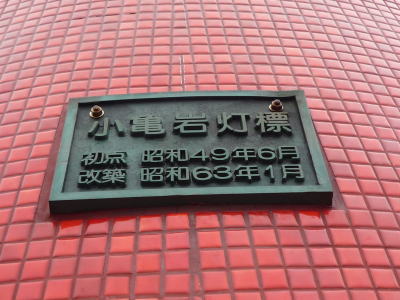 小亀岩灯標
初点 昭和49年6月
改築 昭和63年1月